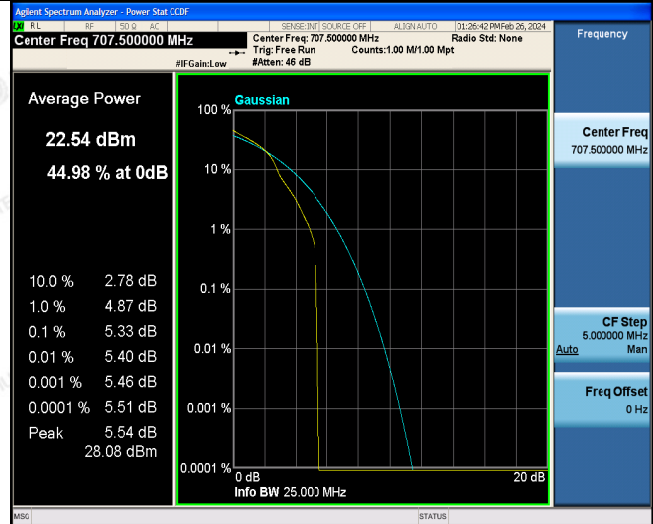 Agilent Spectrum Analyzer - Power Stat CCDF
LXI RL RF 50 Ω AC SENSE:INT SOURCE OFF ALIGN AUTO 01:26:42 PM Feb 26, 2024
Center Freq 707.500000 MHz
Center Freq: 707.500000 MHz Radio Std: None
Trig: Free Run Counts:1.00 M/1.00 Mpt
#IFGain:Low #Atten: 46 dB
Frequency
Average Power
22.54 dBm
44.98 % at 0dB
10.0 % 2.78 dB
1.0 % 4.87 dB
0.1 % 5.33 dB
0.01 % 5.40 dB
0.001 % 5.46 dB
0.0001 % 5.51 dB
Peak 5.54 dB
28.08 dBm
Gaussian
100 %
10 %
1 %
0.1 %
0.01 %
0.001 %
0.0001 %
0 dB 20 dB
Info BW 25.000 MHz
Center Freq
707.500000 MHz
CF Step
5.000000 MHz
Auto Man
Freq Offset
0 Hz
MSG STATUS